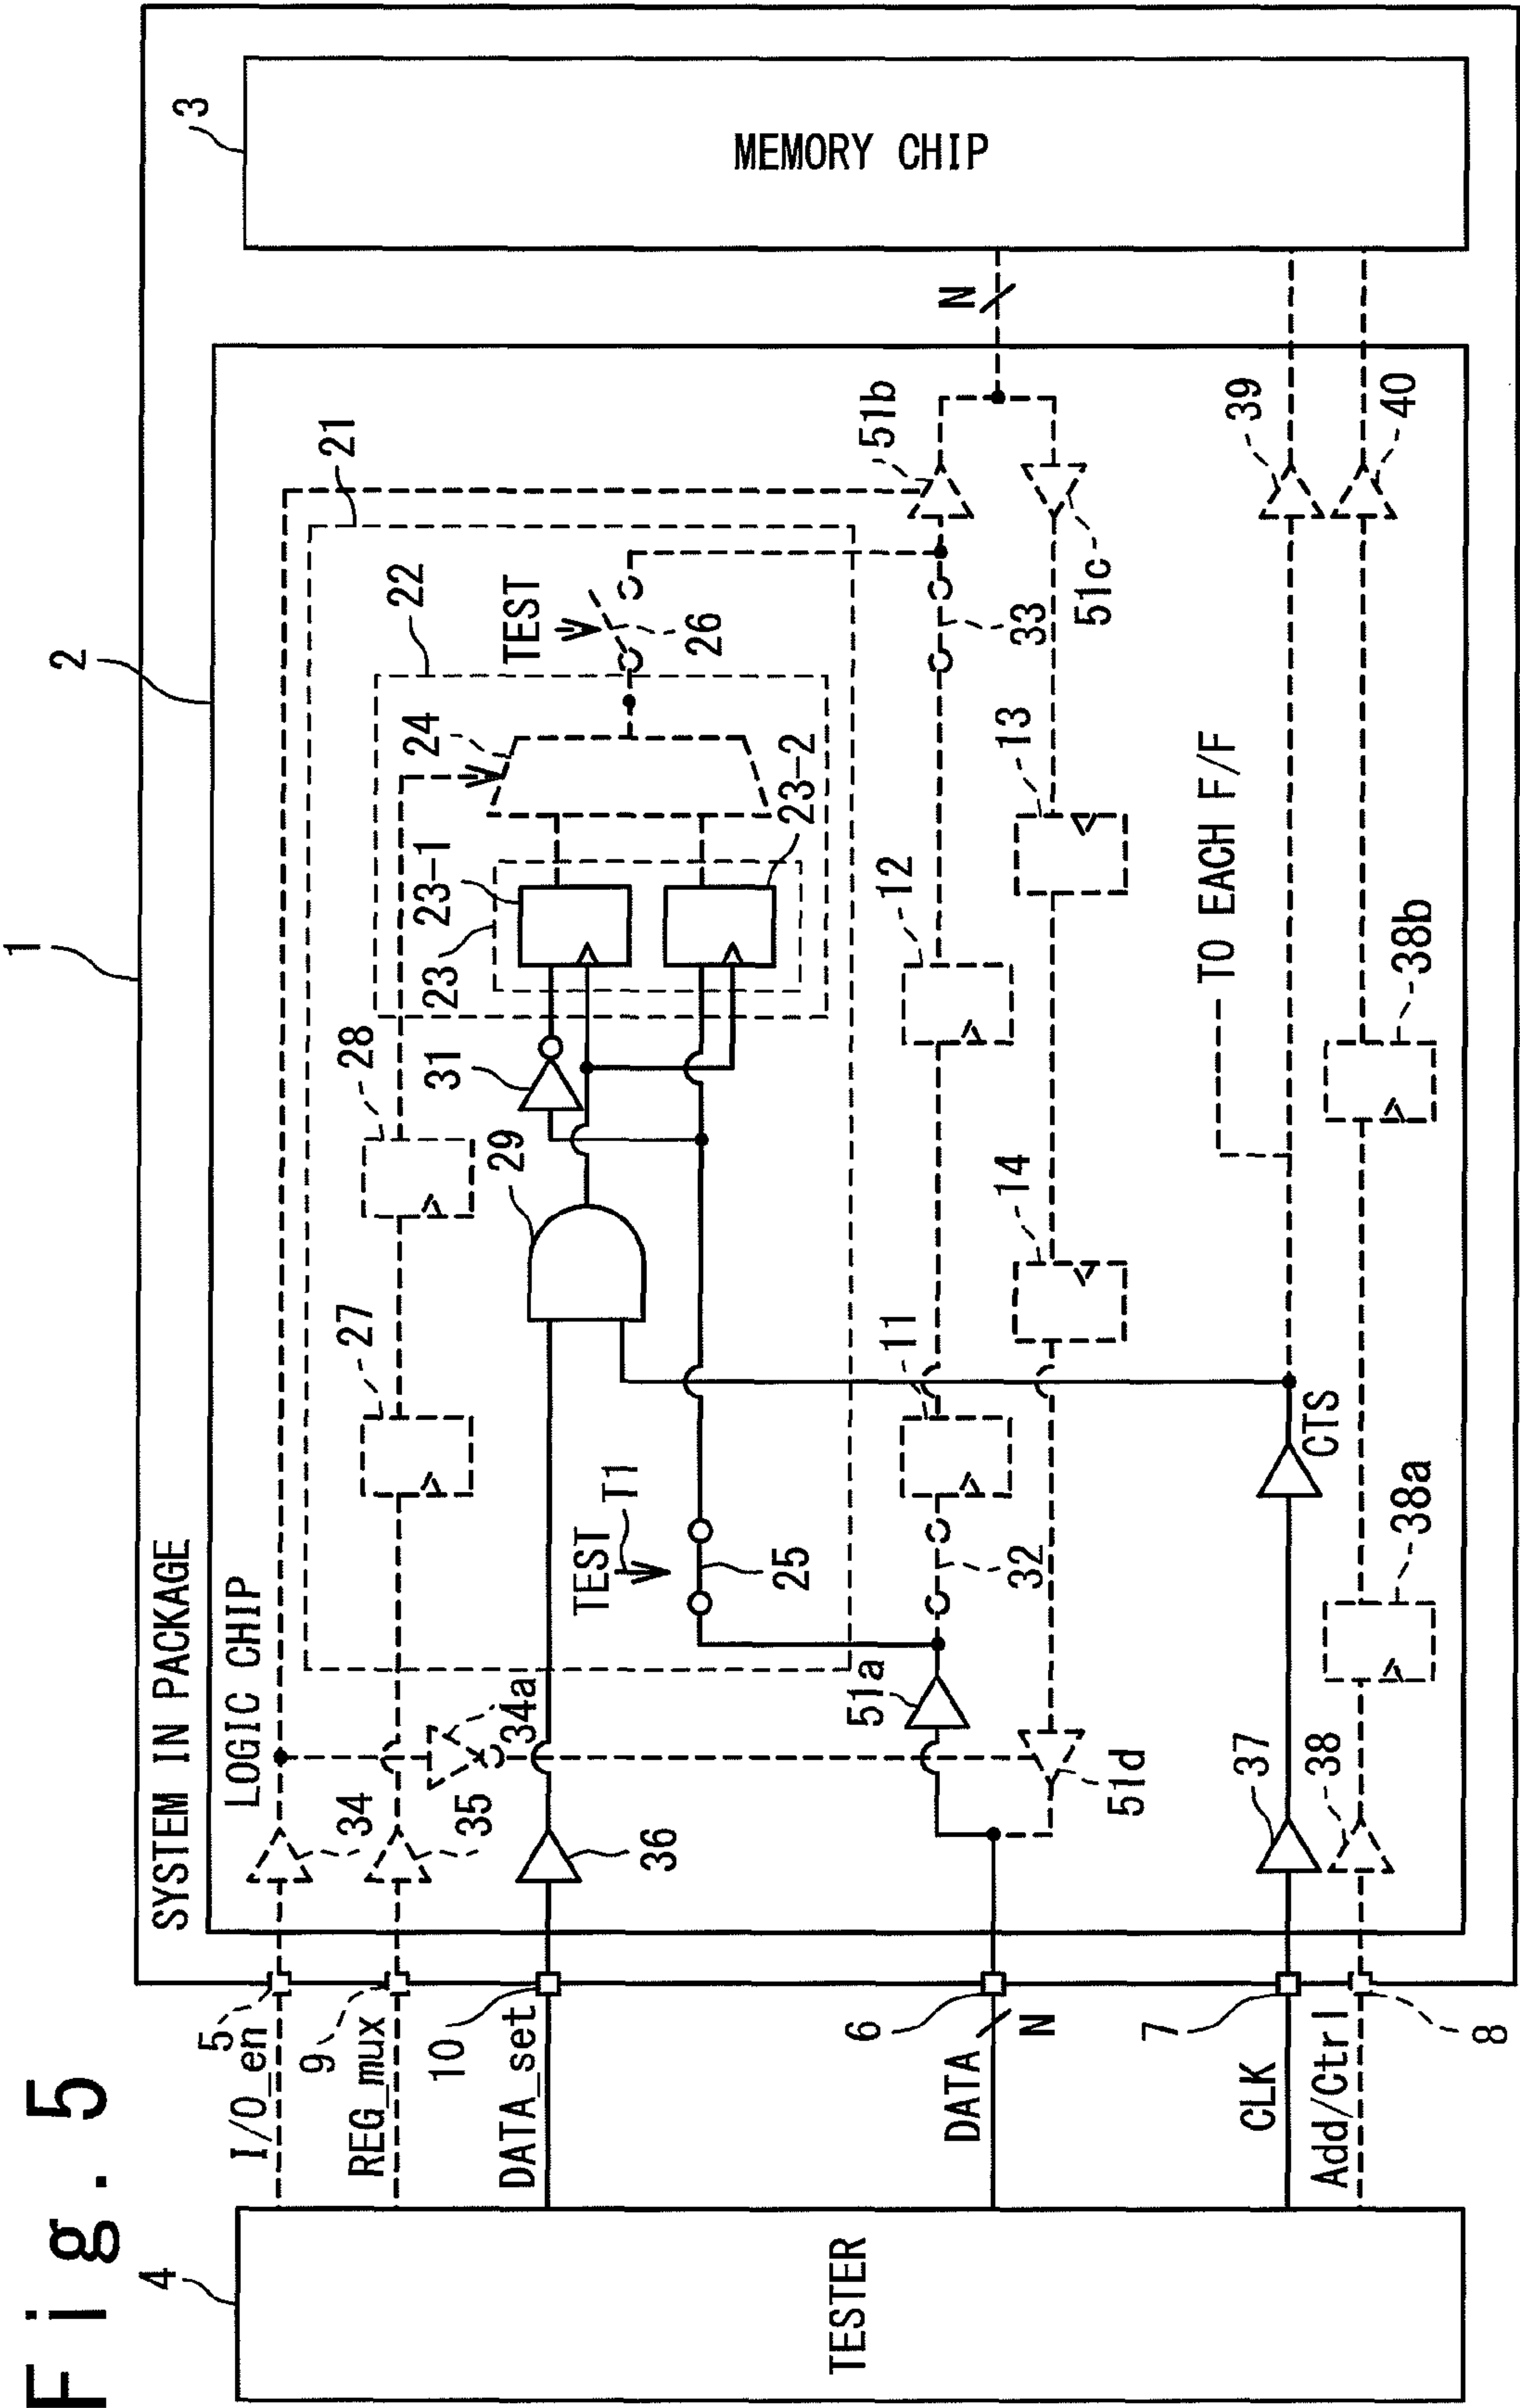 Fig. 5
1
SYSTEM IN PACKAGE
2
LOGIC CHIP
3
MEMORY CHIP
4
TESTER
5
I/O_en
9
REG_mux
10
DATA_set
6
DATA
N
7
CLK
8
Add/Ctrl
34
35
34a
36
37
38
51a
51d
21
27
28
22
24
23
23-1
23-2
31
29
TEST
T1
25
TEST
26
32
11
12
33
51b
51c
13
14
N
CTS
TO EACH F/F
39
40
38a
38b